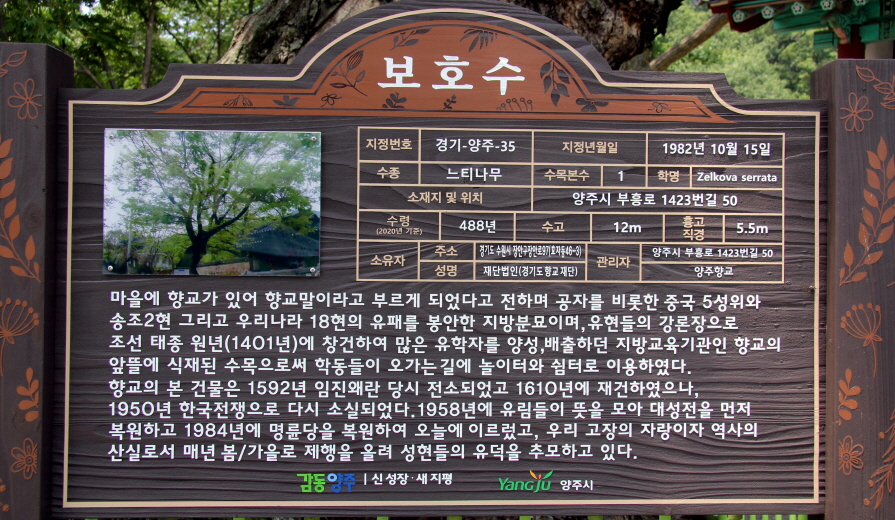 보호수
지정번호 경기-양주-35 지정년월일 1982년 10월 15일
수종 느티나무 수목본수 1 학명 Zelkova serrata
소재지 및 위치 양주시 부흥로 1423번길 50
수령 (2020년 기준) 488년 수고 12m 흉고 직경 5.5m
소유자 주소 경기도 수원시 장안구장안로97(호자동46-3) 관리자 양주시 부흥로 1423번길 50
성명 재단법인(경기도 향교 재단) 양주향교
마을에 향교가 있어 향교말이라고 부르게 되었다고 전하며 공자를 비롯한 중국 5성위와
송조2현 그리고 우리나라 18현의 유패를 봉안한 지방분묘이며,유현들의 강론장으로
조선 태종 원년(1401년)에 창건하여 많은 유학자를 양성,배출하던 지방교육기관인 향교의
앞뜰에 식재된 수목으로써 학동들이 오가는 길에 놀이터와 쉼터로 이용하였다.
향교의 본 건물은 1592년 임진왜란 당시 전소되었고 1610년에 재건하였으나,
1950년 한국전쟁으로 다시 소실되었다.1958년에 유림들이 뜻을 모아 대성전을 먼저
복원하고 1984년에 명륜당을 복원하여 오늘에 이르렀고, 우리 고장의 자랑이자 역사의
산실로서 매년 봄/가을로 제행을 올려 성현들의 유덕을 추모하고 있다.
감동양주 | 신성장·새지평 Yangju 양주시